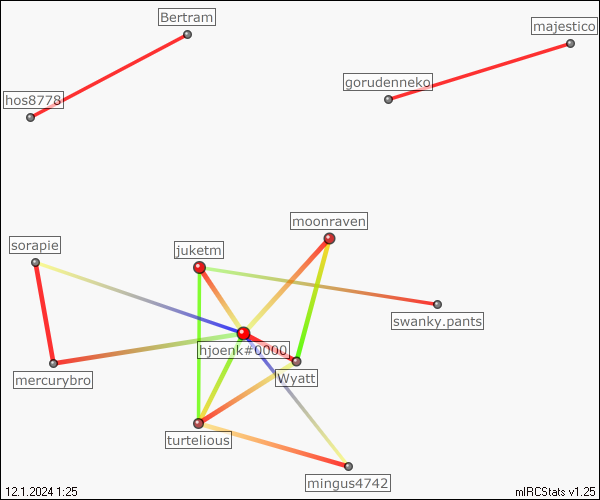 Bertram
majestico
gorudenneko
hos8778
moonraven
sorapie
juketm
swanky.pants
hjoenk#0000
mercurybro
Wyatt
turtelious
mingus4742
12.1.2024 1:25
mIRCStats v1.25